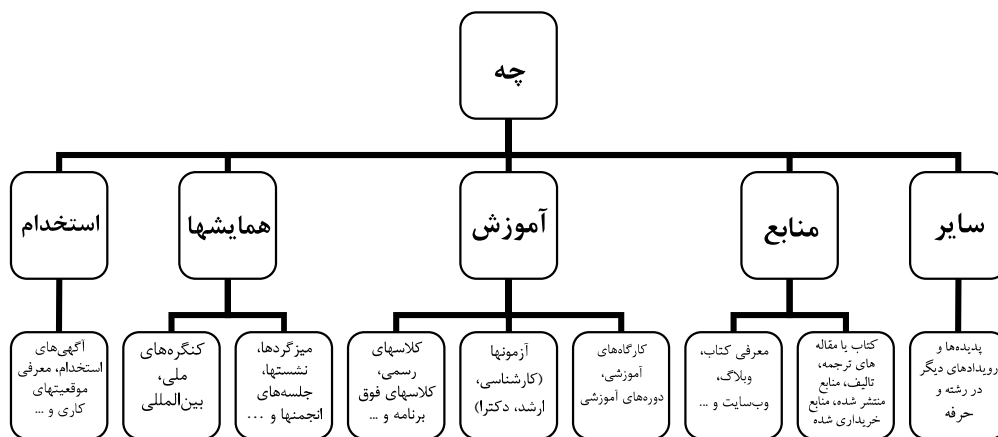 چه
سایر
منابع
آموزش
همایشها
استخدام
پدیده‌ها و
رویدادهای دیگر
در رشته و
حرفه
کتاب یا مقاله
های ترجمه،
تالیف، منابع
منتشر شده، منابع
خریداری شده
معرفی کتاب،
وبلاگ،
وب‌سایت و ...
کارگاه‌های
آموزشی،
دوره‌های آموزشی
آزمونها
(کارشناسی،
ارشد، دکترا)
کلاسهای
رسمی،
کلاسهای فوق
برنامه و ...
میزگردها،
نشستها،
جلسه‌های
انجمنها و ...
کنگره‌های
ملی،
بین‌المللی
آگهی‌های
استخدام، معرفی
موقعیتهای
کاری و ...